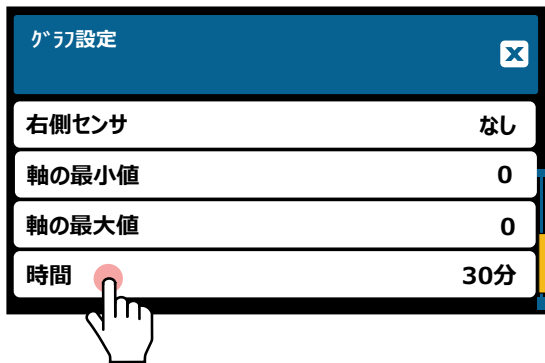 ｸﾞﾗﾌ設定
右側センサ なし
軸の最小値 0
軸の最大値 0
時間 30分